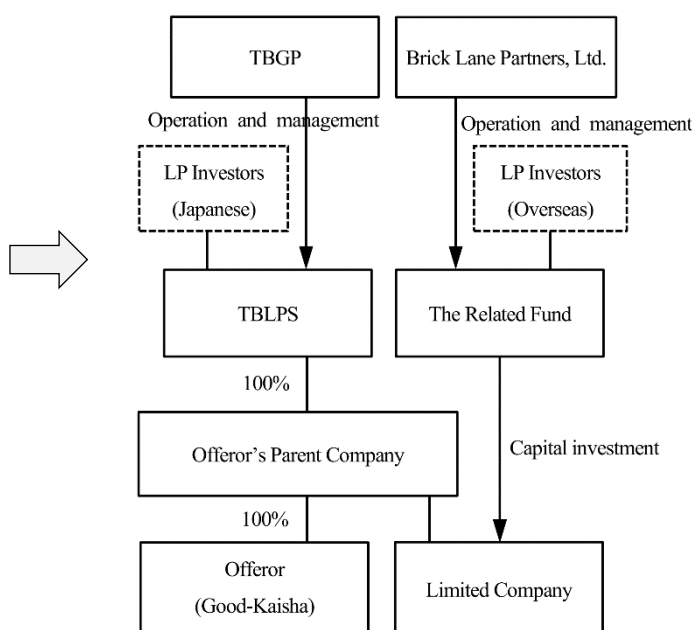 TBGP
Brick Lane Partners, Ltd.
Operation and management
Operation and management
LP Investors
(Japanese)
LP Investors
(Overseas)
TBLPS
The Related Fund
100%
Offeror’s Parent Company
Capital investment
100%
Offeror
(Good-Kaisha)
Limited Company